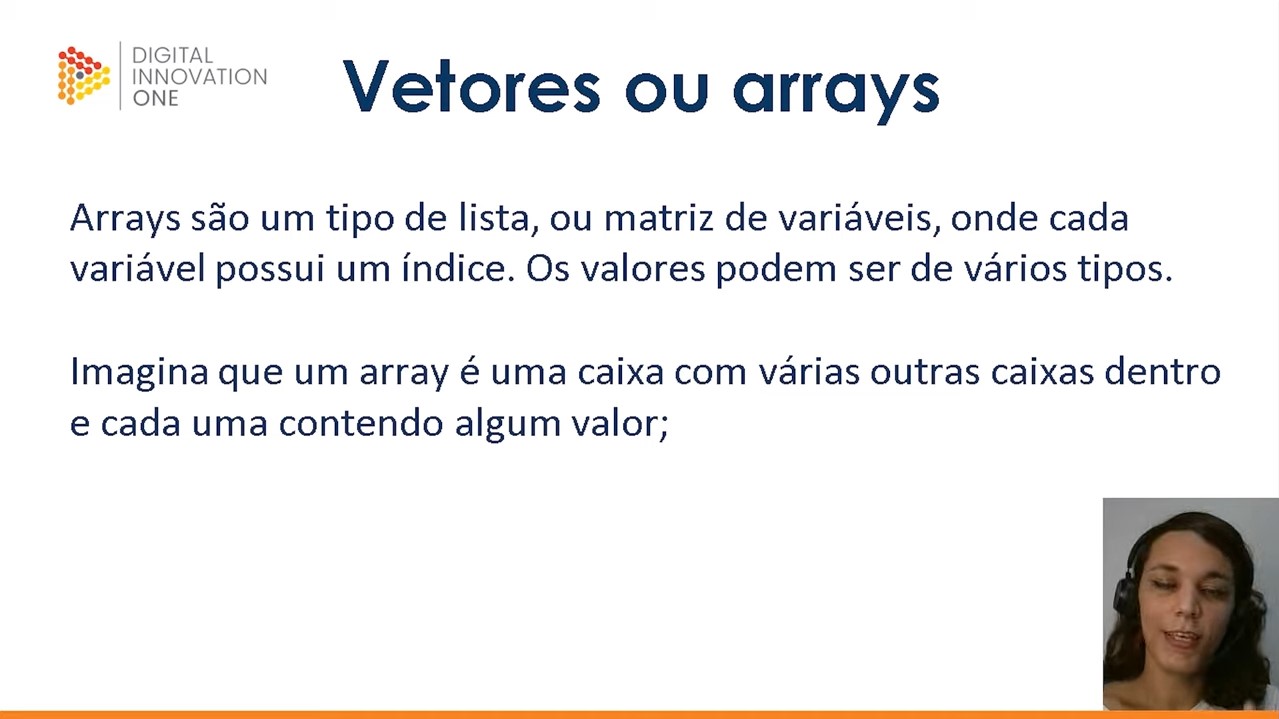 DIGITAL
INNOVATION
ONE
Vetores ou arrays
Arrays são um tipo de lista, ou matriz de variáveis, onde cada
variável possui um índice. Os valores podem ser de vários tipos.
Imagina que um array é uma caixa com várias outras caixas dentro
e cada uma contendo algum valor;